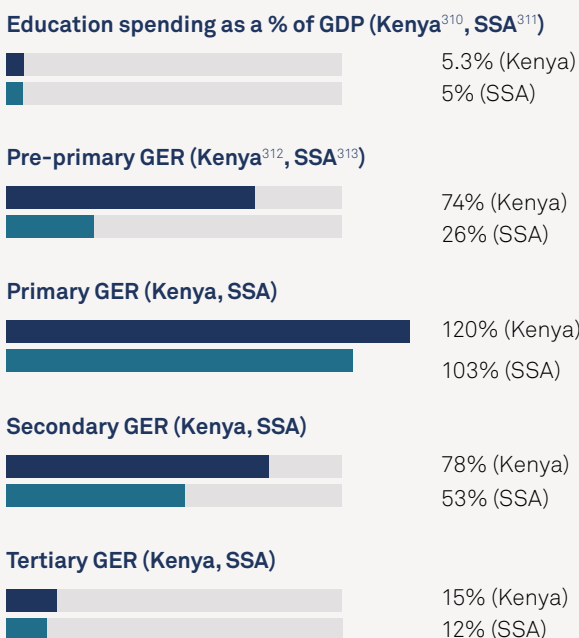 Education spending as a % of GDP (Kenya310, SSA311)
5.3% (Kenya)
5% (SSA)
Pre-primary GER (Kenya312, SSA313)
74% (Kenya)
26% (SSA)
Primary GER (Kenya, SSA)
120% (Kenya)
103% (SSA)
Secondary GER (Kenya, SSA)
78% (Kenya)
53% (SSA)
Tertiary GER (Kenya, SSA)
15% (Kenya)
12% (SSA)